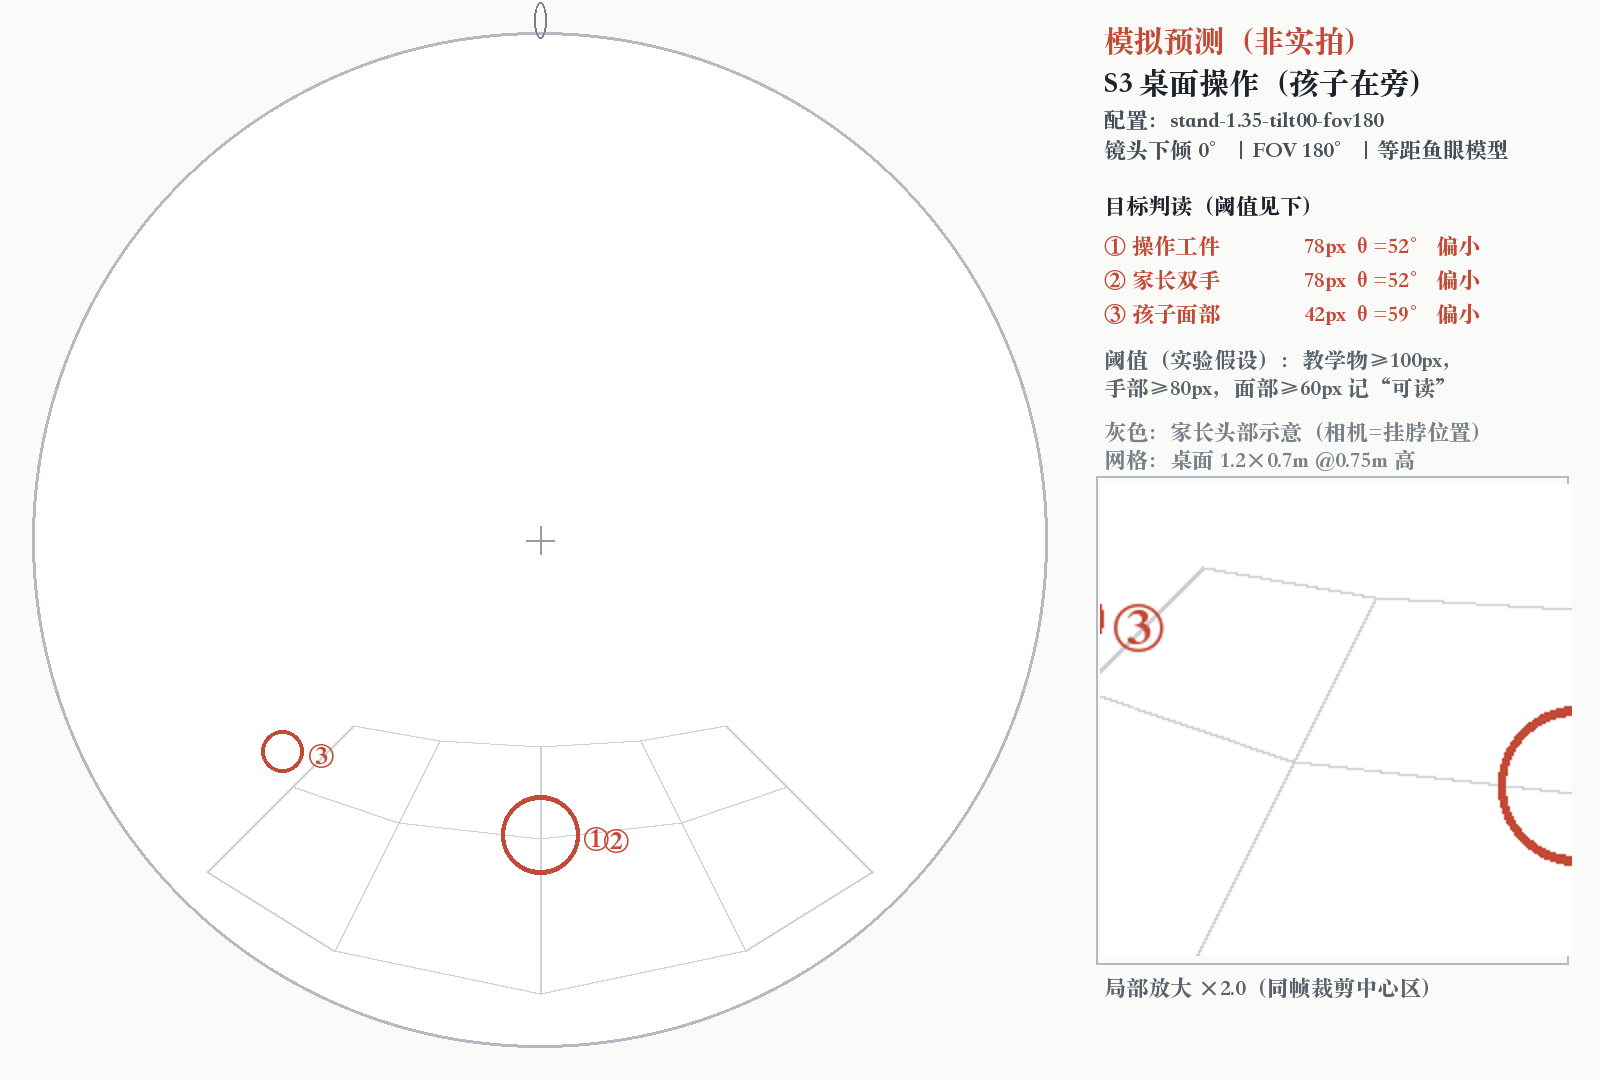 模拟预测（非实拍）
S3 桌面操作（孩子在旁）
配置：stand-1.35-tilt00-fov180
镜头下倾 0° ｜FOV 180° ｜等距鱼眼模型
目标判读（阈值见下）
① 操作工件 78px θ=52° 偏小
② 家长双手 78px θ=52° 偏小
③ 孩子面部 42px θ=59° 偏小
阈值（实验假设）：教学物≥100px，
手部≥80px，面部≥60px 记“可读”
灰色：家长头部示意（相机=挂脖位置）
网格：桌面 1.2×0.7m @0.75m 高
③
③
①②
局部放大 ×2.0（同帧裁剪中心区）